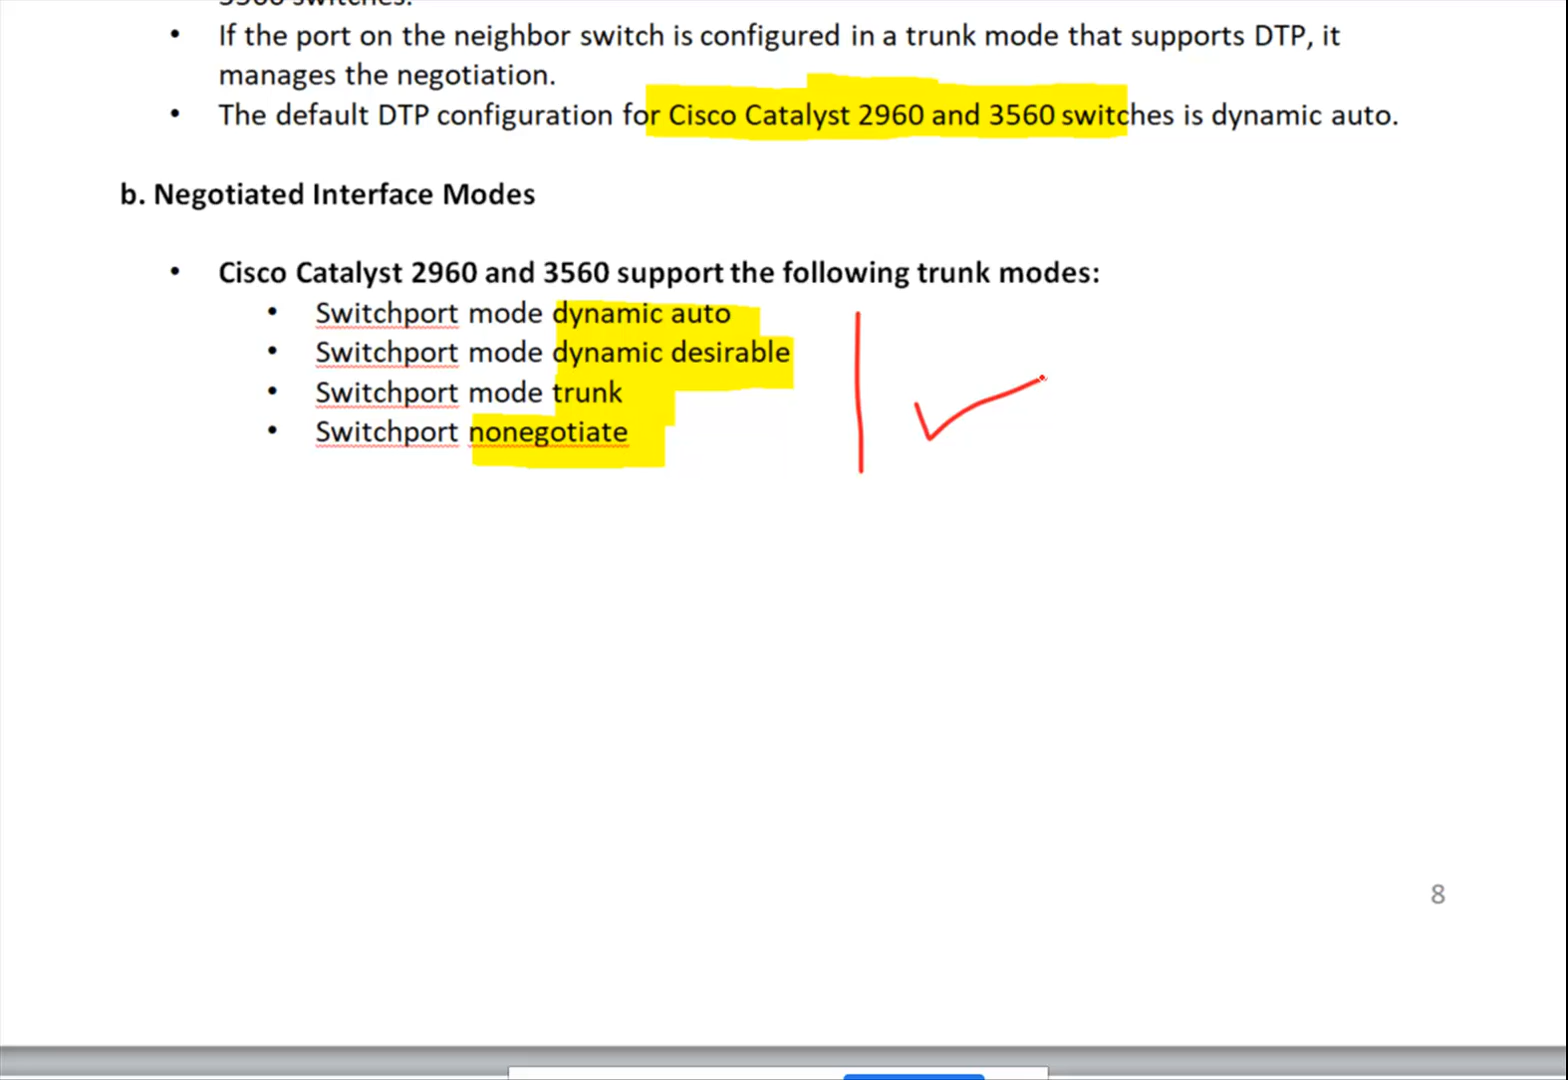 3560 switches.
• If the port on the neighbor switch is configured in a trunk mode that supports DTP, it
manages the negotiation.
• The default DTP configuration for Cisco Catalyst 2960 and 3560 switches is dynamic auto.
b. Negotiated Interface Modes
• Cisco Catalyst 2960 and 3560 support the following trunk modes:
• Switchport mode dynamic auto
• Switchport mode dynamic desirable
• Switchport mode trunk
• Switchport nonegotiate
8